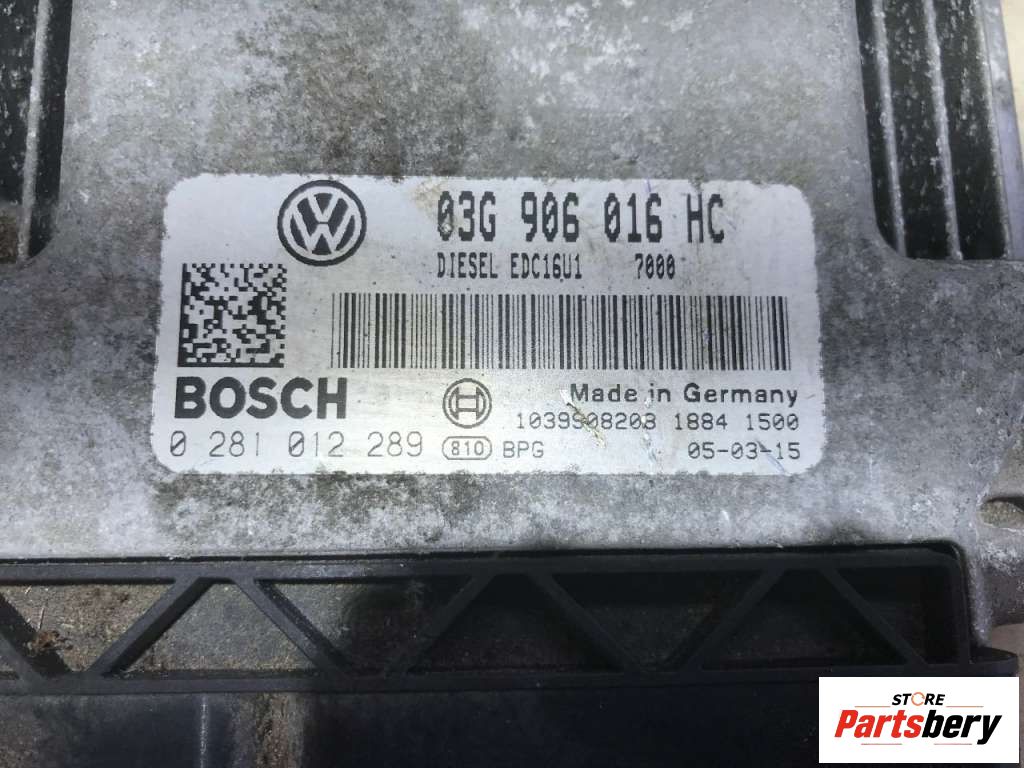 03G 906 016 HC
DIESEL EDC16U1 7000
BOSCH
Made in Germany
1039S08203 1884 1500
0 281 012 289 810 BPG 05-03-15
STORE
Partsbery